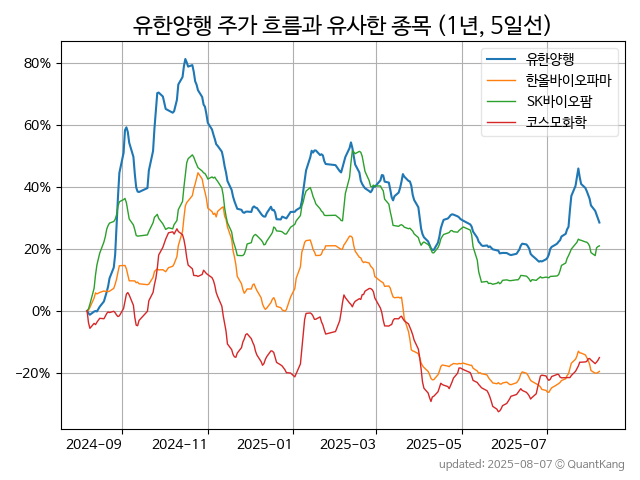 유한양행 주가 흐름과 유사한 종목 (1년, 5일선)
유한양행
한올바이오파마
SK바이오팜
코스모화학
80%
60%
40%
20%
0%
−20%
2024-09 2024-11 2025-01 2025-03 2025-05 2025-07
updated: 2025-08-07 ⓒ QuantKang